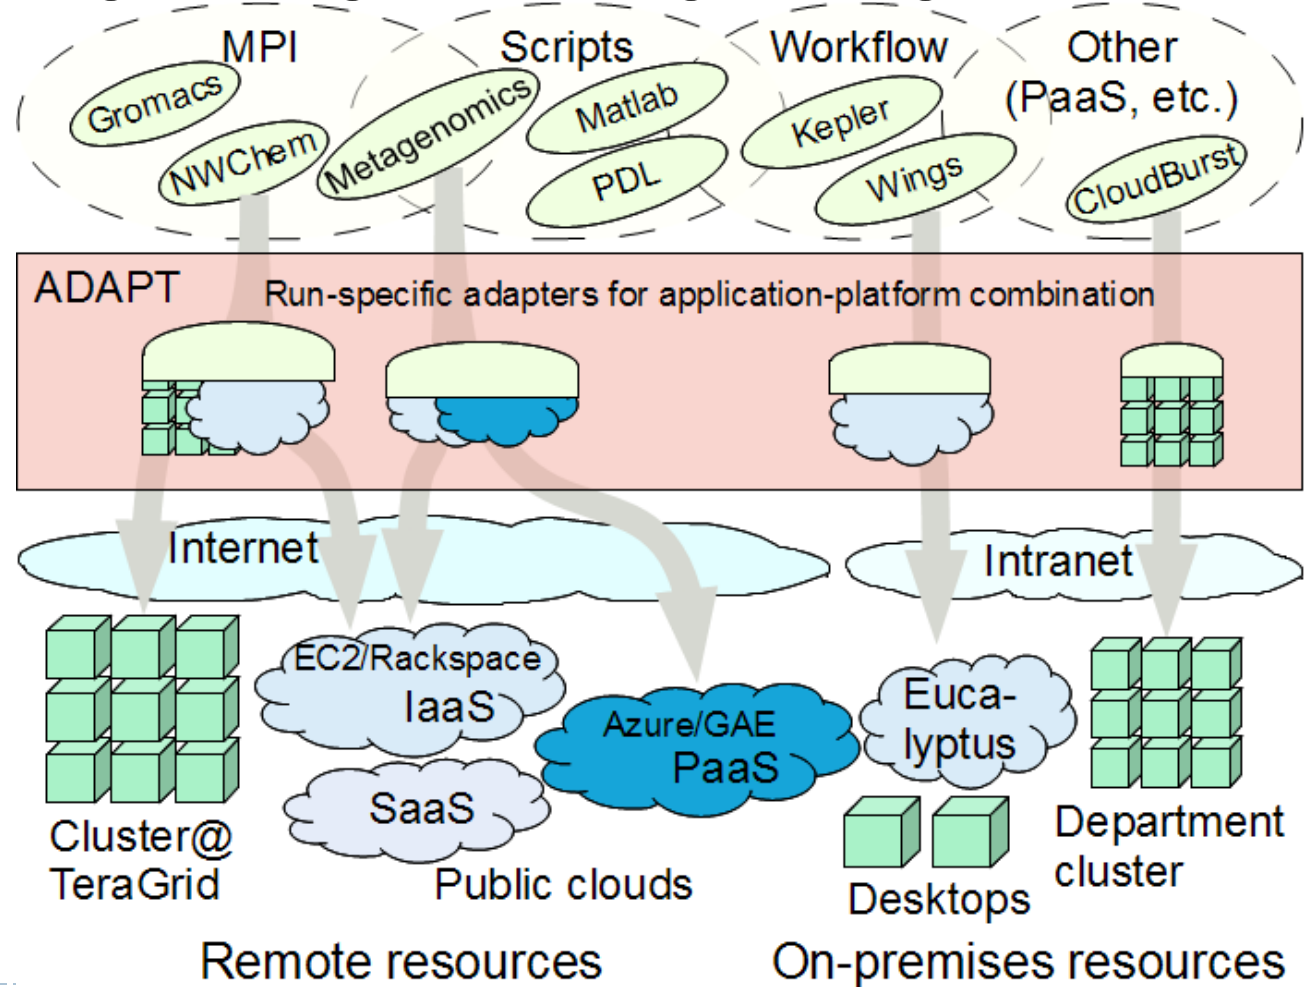 MPI
Scripts
Workflow
Other
(PaaS, etc.)
Gromacs
NWChem
Metagenomics
Matlab
PDL
Kepler
Wings
CloudBurst
ADAPT
Run-specific adapters for application-platform combination
Internet
Intranet
EC2/Rackspace
IaaS
Azure/GAE
PaaS
SaaS
Euca-
lyptus
Cluster@
TeraGrid
Public clouds
Desktops
Department
cluster
Remote resources
On-premises resources